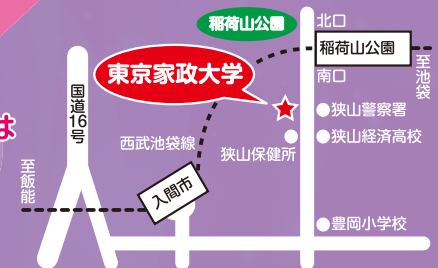 稲荷山公園
北口
稲荷山公園
南口
至池袋
東京家政大学
国道16号
狭山警察署
狭山経済高校
西武池袋線
狭山保健所
は
至飯能
入間市
豊岡小学校